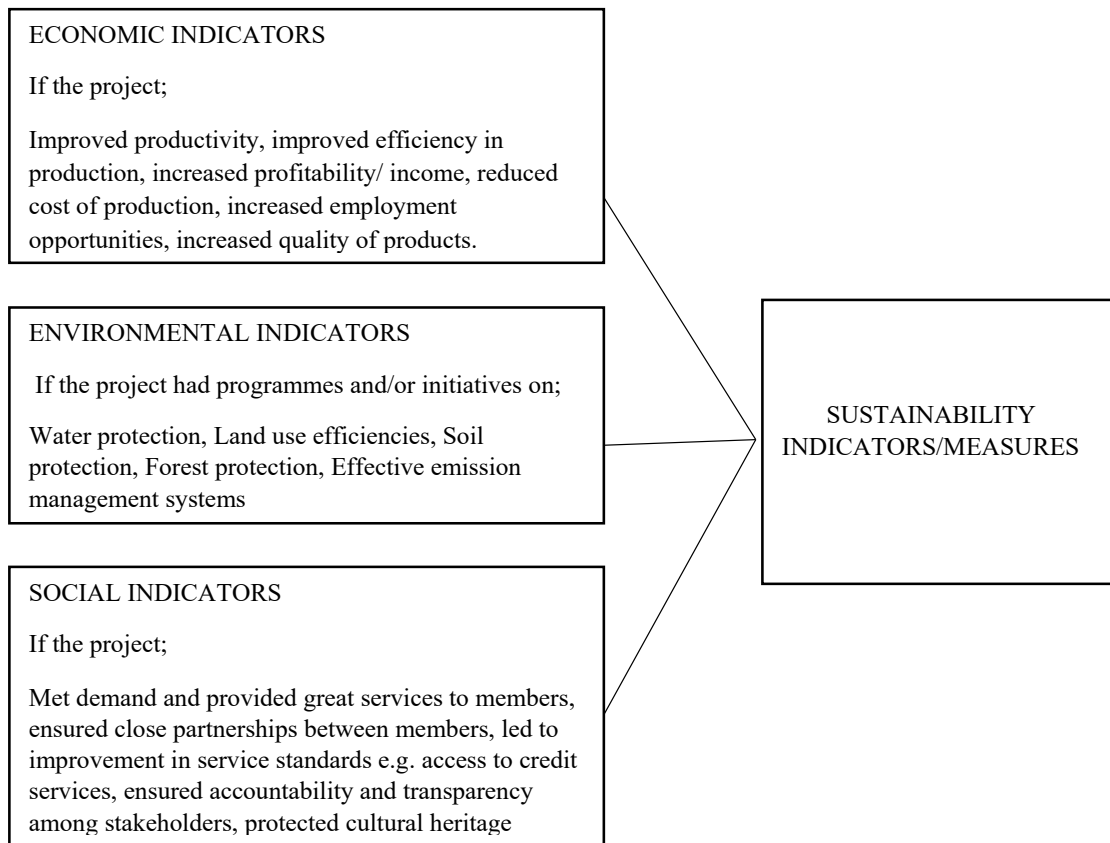 ECONOMIC INDICATORS
If the project;
Improved productivity, improved efficiency in
production, increased profitability/ income, reduced
cost of production, increased employment
opportunities, increased quality of products.
ENVIRONMENTAL INDICATORS
If the project had programmes and/or initiatives on;
Water protection, Land use efficiencies, Soil
protection, Forest protection, Effective emission
management systems
SOCIAL INDICATORS
If the project;
Met demand and provided great services to members,
ensured close partnerships between members, led to
improvement in service standards e.g. access to credit
services, ensured accountability and transparency
among stakeholders, protected cultural heritage
SUSTAINABILITY
INDICATORS/MEASURES